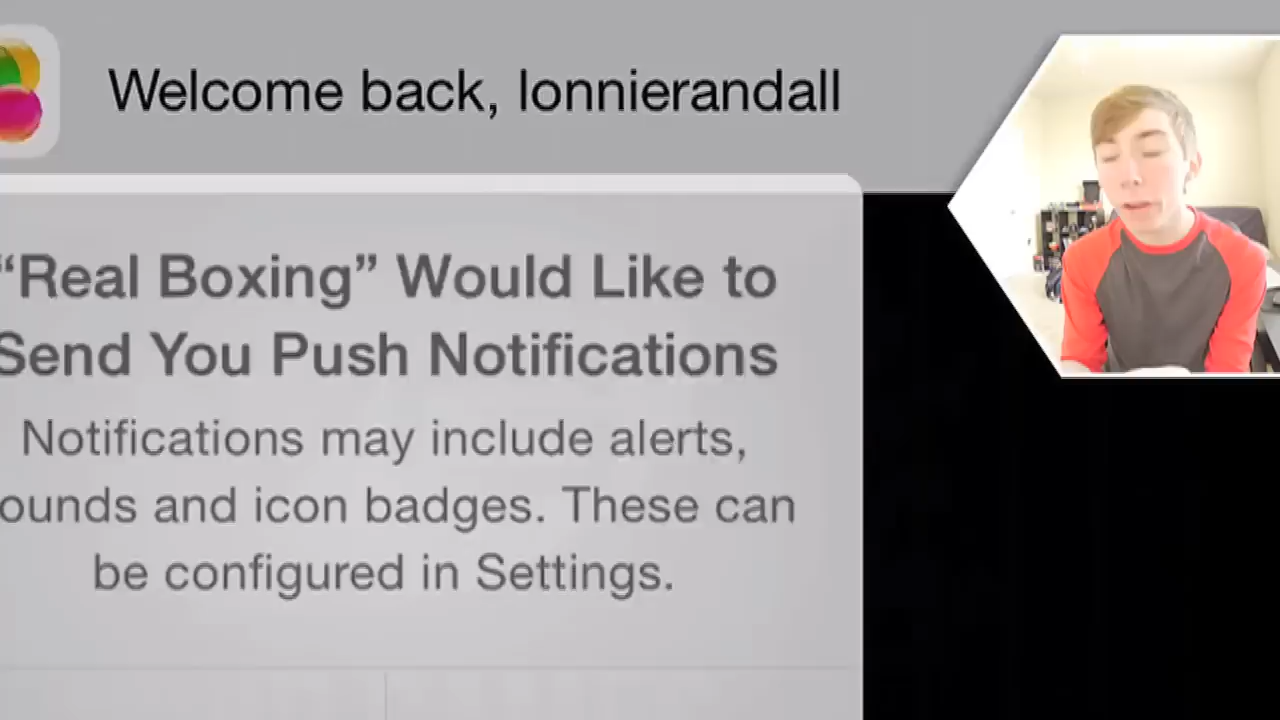 Welcome back, lonnierandall
“Real Boxing” Would Like to
Send You Push Notifications
Notifications may include alerts,
ounds and icon badges. These can
be configured in Settings.